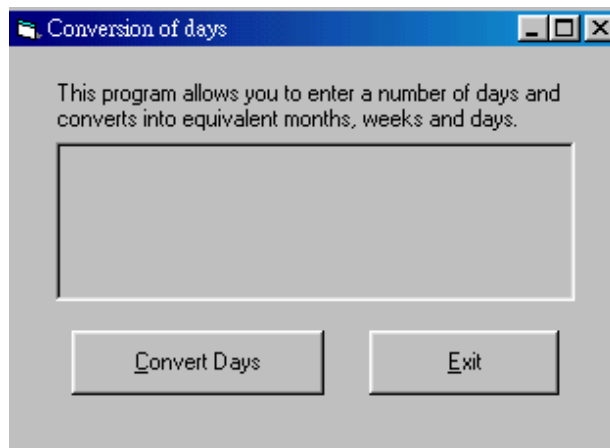 Conversion of days
This program allows you to enter a number of days and
converts into equivalent months, weeks and days.
Convert Days
Exit